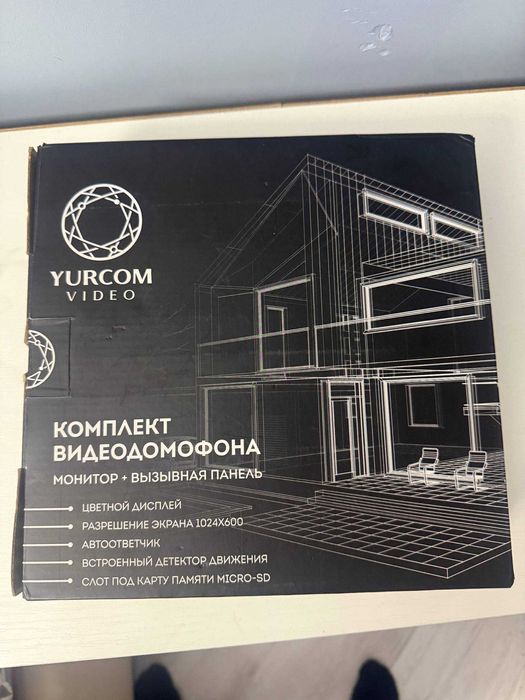 YURCOM
VIDEO
КОМПЛЕКТ
ВИДЕОДОМОФОНА
МОНИТОР + ВЫЗЫВНАЯ ПАНЕЛЬ
ЦВЕТНОЙ ДИСПЛЕЙ
РАЗРЕШЕНИЕ ЭКРАНА 1024X600
АВТООТВЕТЧИК
ВСТРОЕННЫЙ ДЕТЕКТОР ДВИЖЕНИЯ
СЛОТ ПОД КАРТУ ПАМЯТИ MICRO-SD